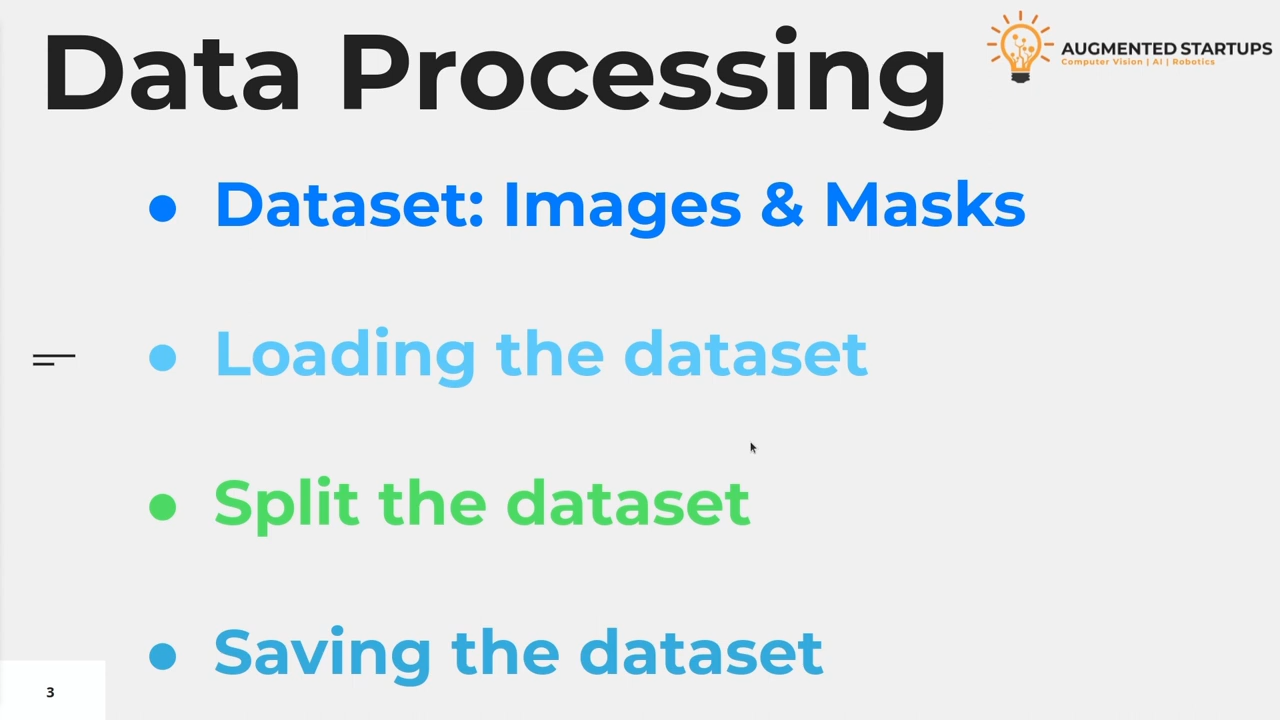 Data Processing
AUGMENTED STARTUPS
Computer Vision | AI | Robotics
● Dataset: Images & Masks
● Loading the dataset
● Split the dataset
● Saving the dataset
3